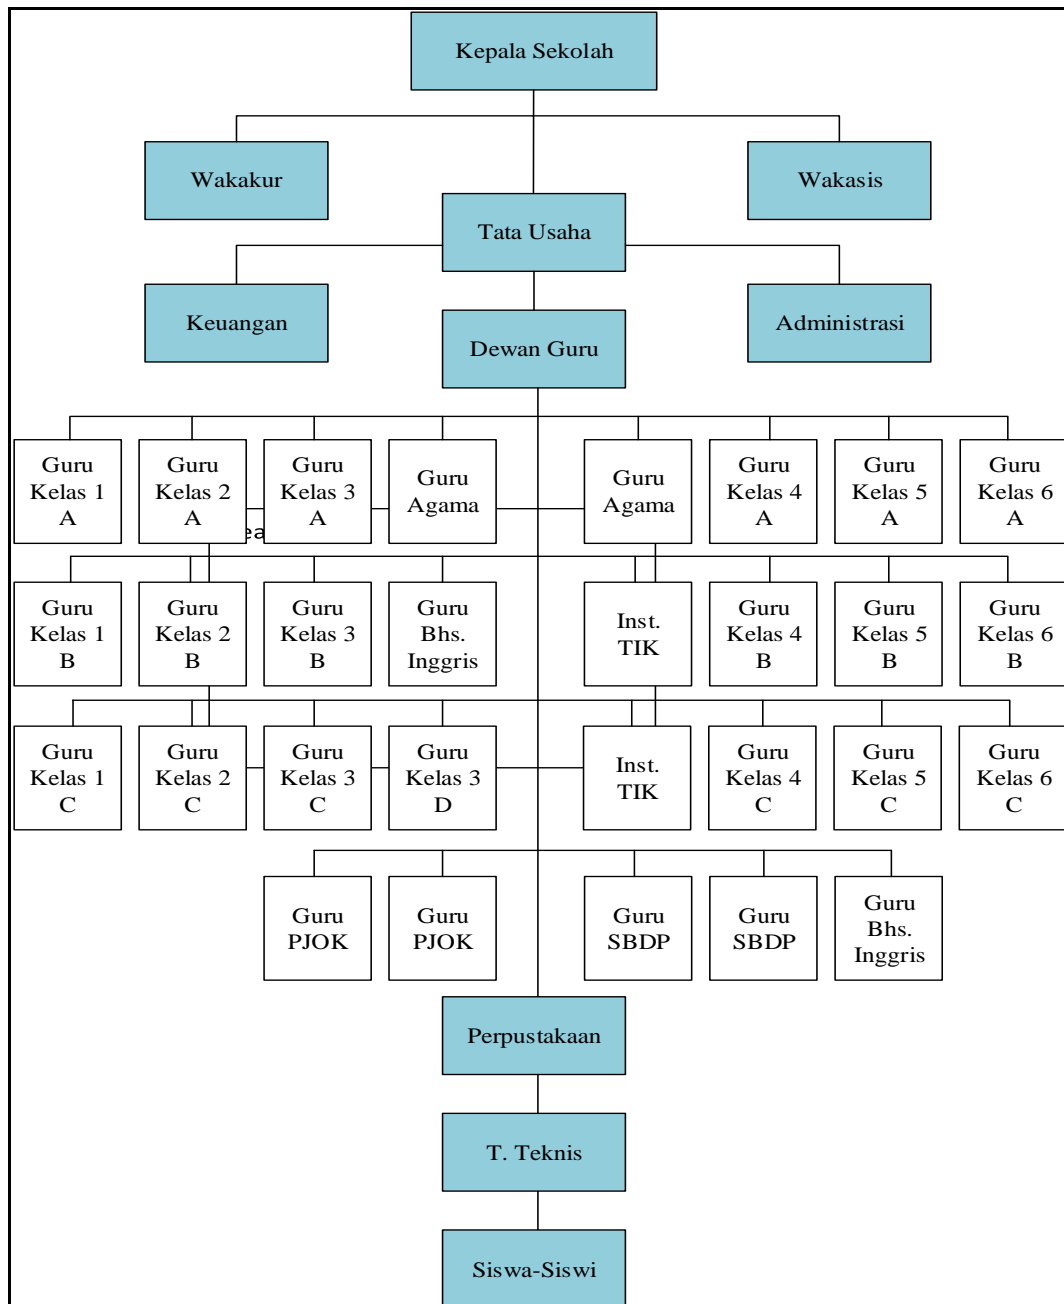 Kepala Sekolah
Wakakur
Wakasis
Tata Usaha
Keuangan
Administrasi
Dewan Guru
Guru
Kelas 1
A
Guru
Kelas 2
A
Guru
Kelas 3
A
Guru
Agama
Guru
Agama
Guru
Kelas 4
A
Guru
Kelas 5
A
Guru
Kelas 6
A
Guru
Kelas 1
B
Guru
Kelas 2
B
Guru
Kelas 3
B
Guru
Bhs.
Inggris
Inst.
TIK
Guru
Kelas 4
B
Guru
Kelas 5
B
Guru
Kelas 6
B
Guru
Kelas 1
C
Guru
Kelas 2
C
Guru
Kelas 3
C
Guru
Kelas 3
D
Inst.
TIK
Guru
Kelas 4
C
Guru
Kelas 5
C
Guru
Kelas 6
C
Guru
PJOK
Guru
PJOK
Guru
SBDP
Guru
SBDP
Guru
Bhs.
Inggris
Perpustakaan
T. Teknis
Siswa-Siswi